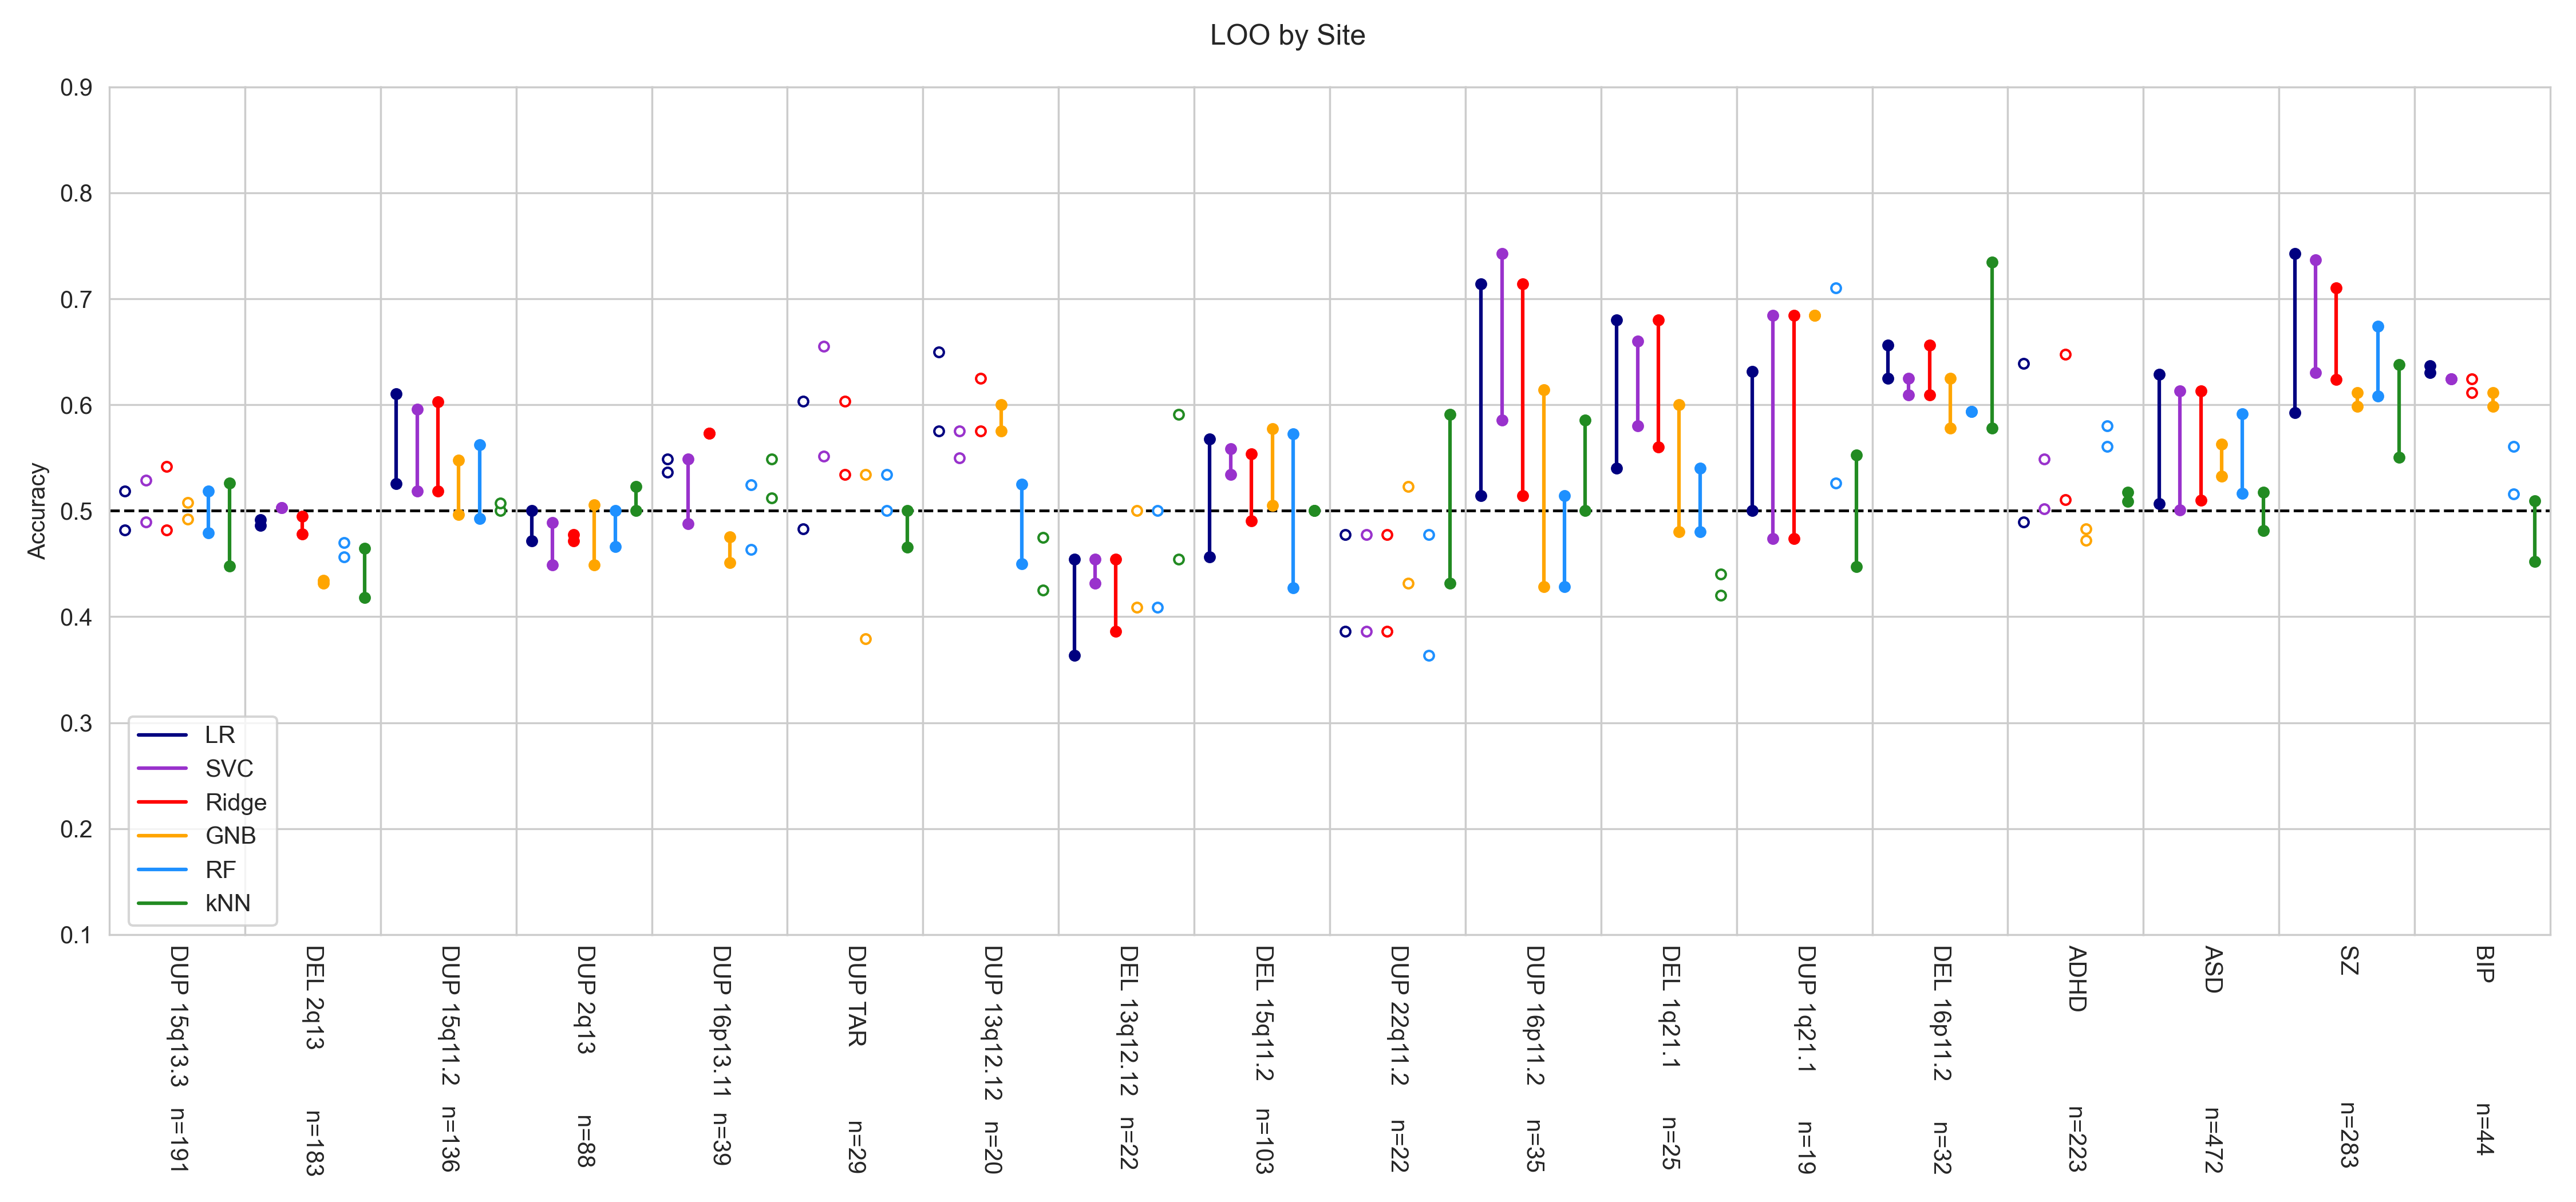 LOO by Site
Accuracy
0.9
0.8
0.7
0.6
0.5
0.4
0.3
0.2
0.1
LR
SVC
Ridge
GNB
RF
kNN
DUP 15q13.3 n=191
DEL 2q13 n=183
DUP 15q11.2 n=136
DUP 2q13 n=88
DUP 16p13.11 n=39
DUP TAR n=29
DUP 13q12.12 n=20
DEL 13q12.12 n=22
DEL 15q11.2 n=103
DUP 22q11.2 n=22
DUP 16p11.2 n=35
DEL 1q21.1 n=25
DUP 1q21.1 n=19
DEL 16p11.2 n=32
ADHD n=223
ASD n=472
SZ n=283
BIP n=44